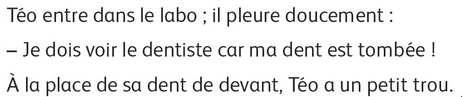 Téo entre dans le labo ; il pleure doucement :
– Je dois voir le dentiste car ma dent est tombée !
À la place de sa dent de devant, Téo a un petit trou.